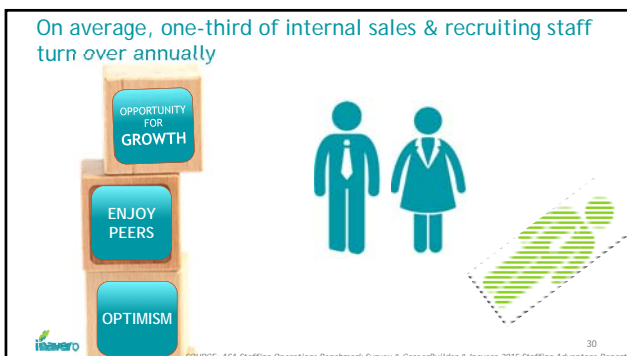 On average, one-third of internal sales & recruiting staff
turn over annually
OPPORTUNITY
FOR
GROWTH
ENJOY
PEERS
OPTIMISM
inavero
30
SOURCE: ASA Staffing Operations Benchmark Survey & CareerBuilder & Inavero 2015 Staffing Advantage Report